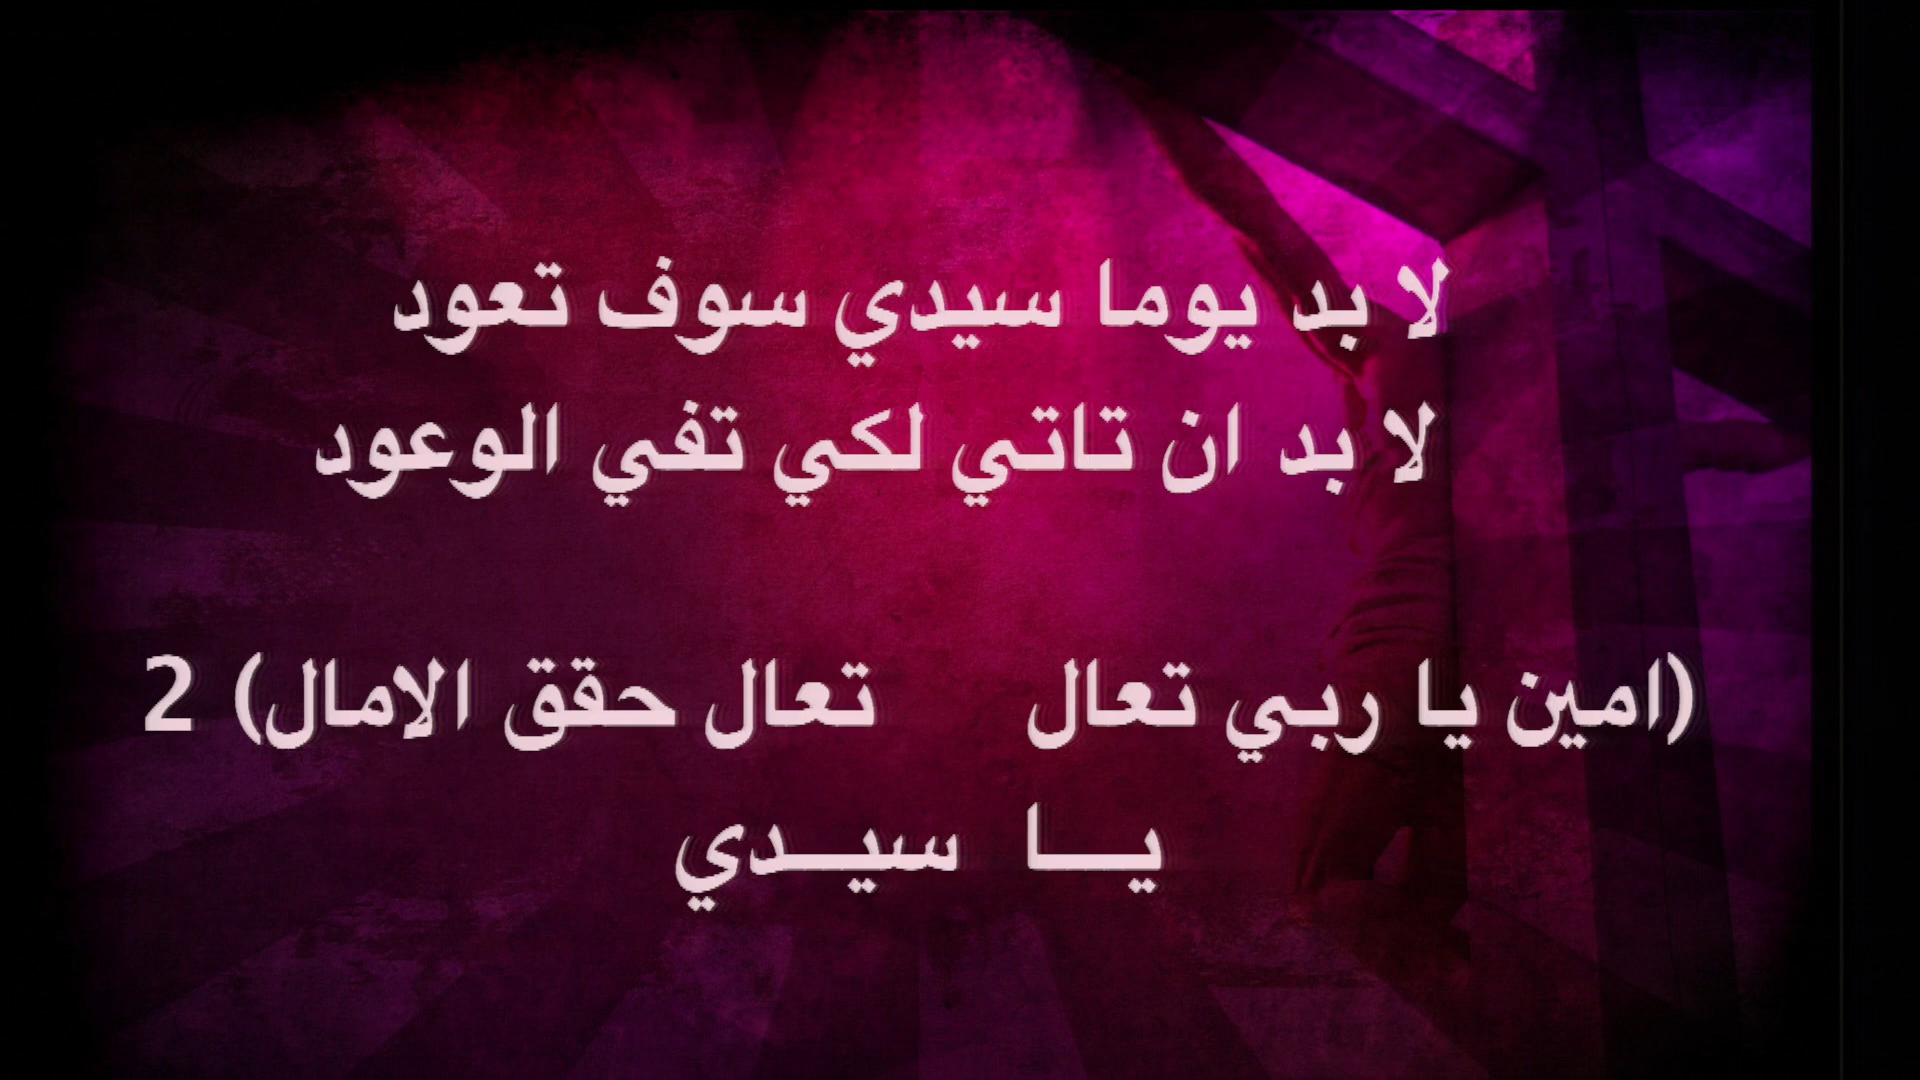 لا بد يوما سيدي سوف تعود
لا بد ان تاتي لكي تفي الوعود
(امين يا ربي تعال تعال حقق الامال) 2
يــا سيــدي